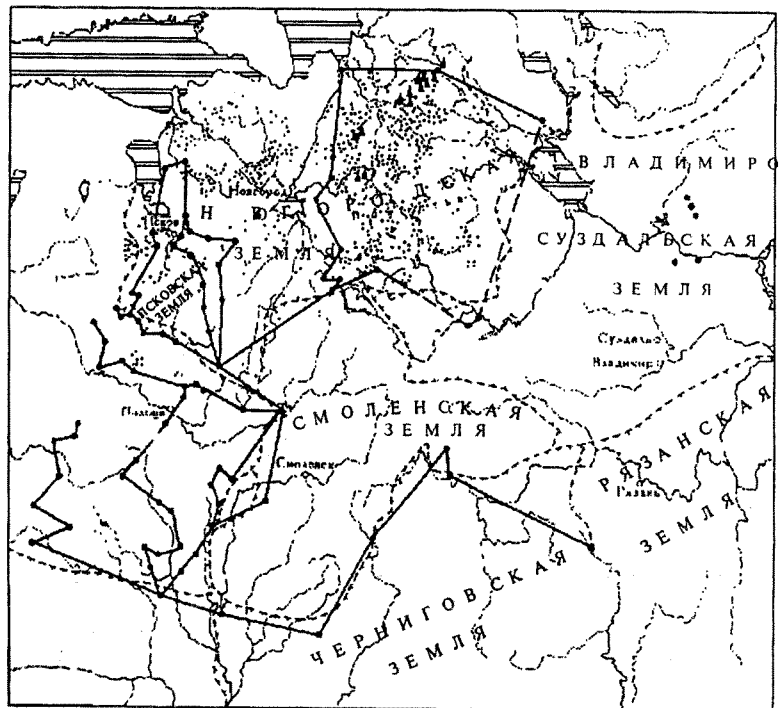 ВЛАДИМИРО
СУЗДАЛЬСКАЯ
ЗЕМЛЯ
Новгород
НОВГОРОДСКАЯ
ЗЕМЛЯ
Псков
ПСКОВСКАЯ
ЗЕМЛЯ
Суздаль
Владимир
СМОЛЕНСКАЯ
ЗЕМЛЯ
Смоленск
РЯЗАНСКАЯ
ЗЕМЛЯ
Рязань
ЧЕРНИГОВСКАЯ
ЗЕМЛЯ